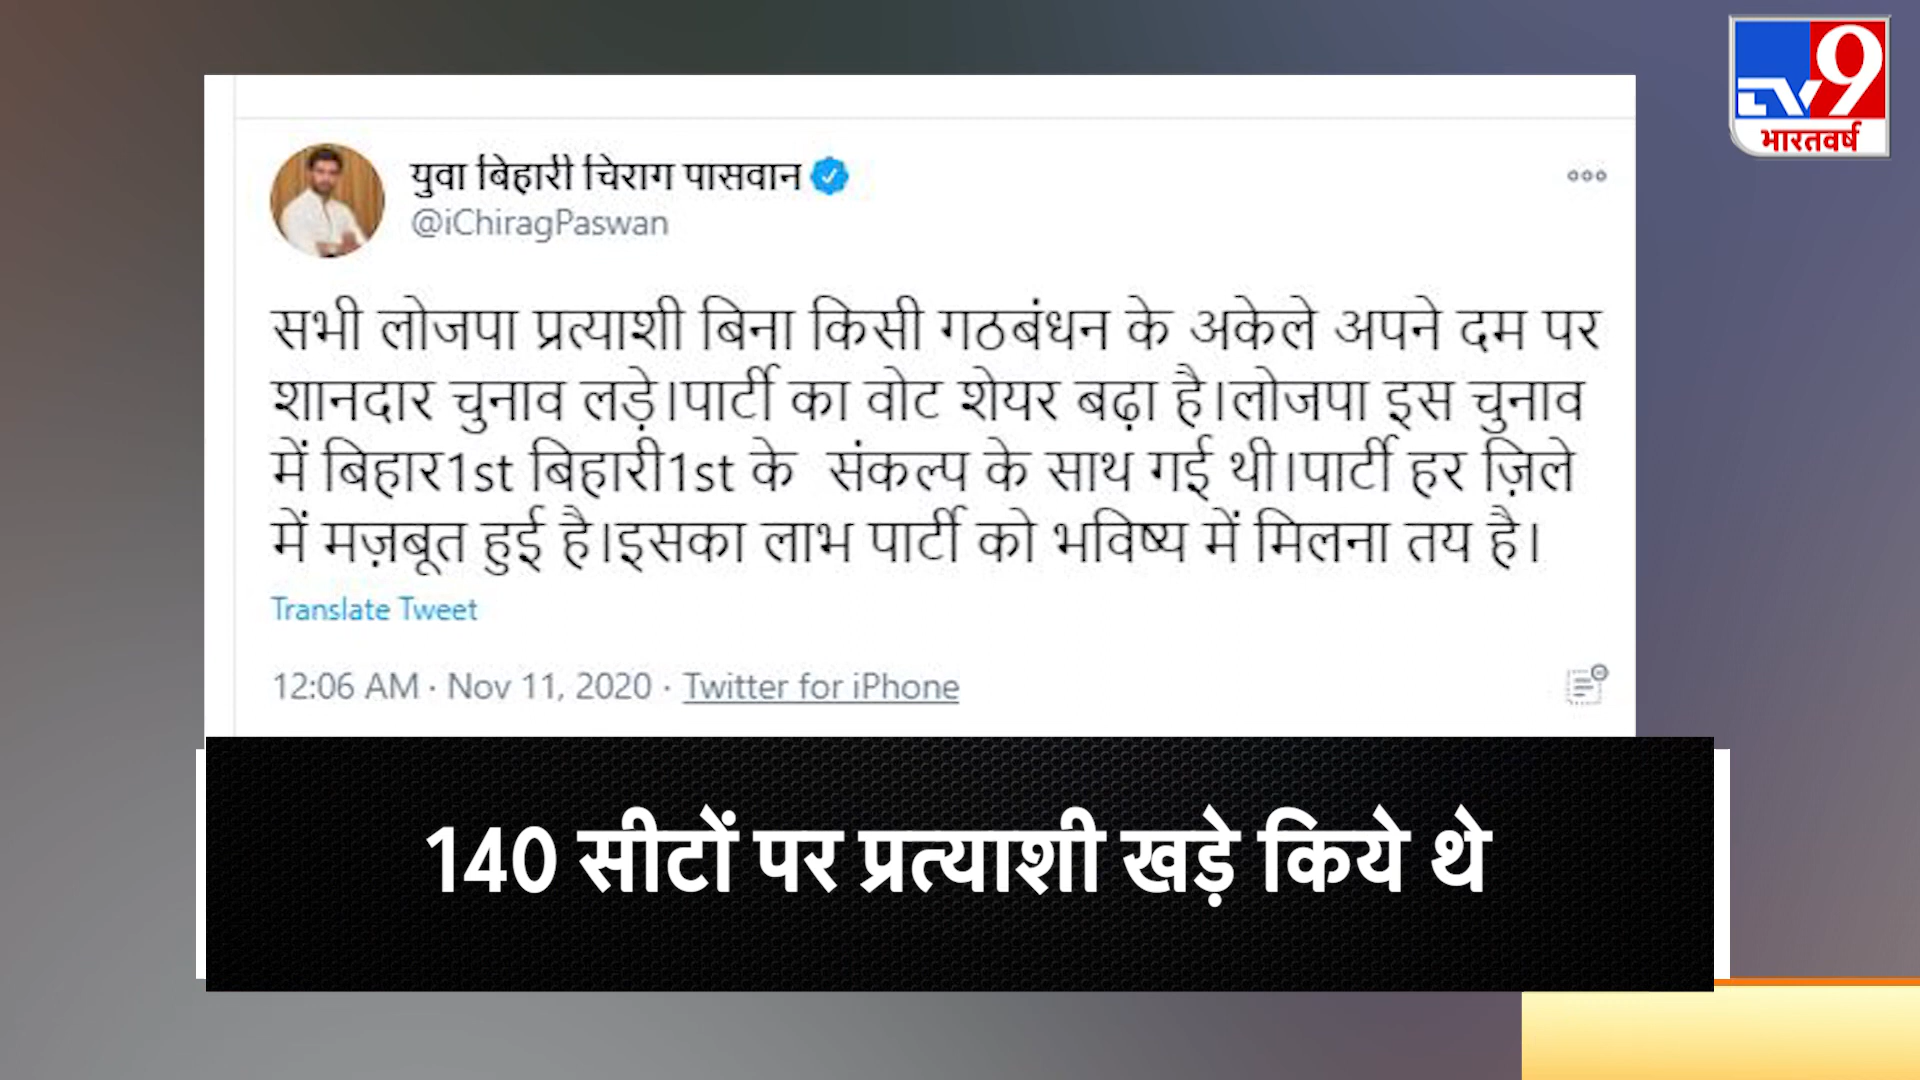 TV9
भारतवर्ष
युवा बिहारी चिराग पासवान
@iChiragPaswan
सभी लोजपा प्रत्याशी बिना किसी गठबंधन के अकेले अपने दम पर
शानदार चुनाव लड़े।पार्टी का वोट शेयर बढ़ा है।लोजपा इस चुनाव
में बिहार1st बिहारी1st के  संकल्प के साथ गई थी।पार्टी हर ज़िले
में मज़बूत हुई है।इसका लाभ पार्टी को भविष्य में मिलना तय है।
Translate Tweet
12:06 AM · Nov 11, 2020 · Twitter for iPhone
140 सीटों पर प्रत्याशी खड़े किये थे